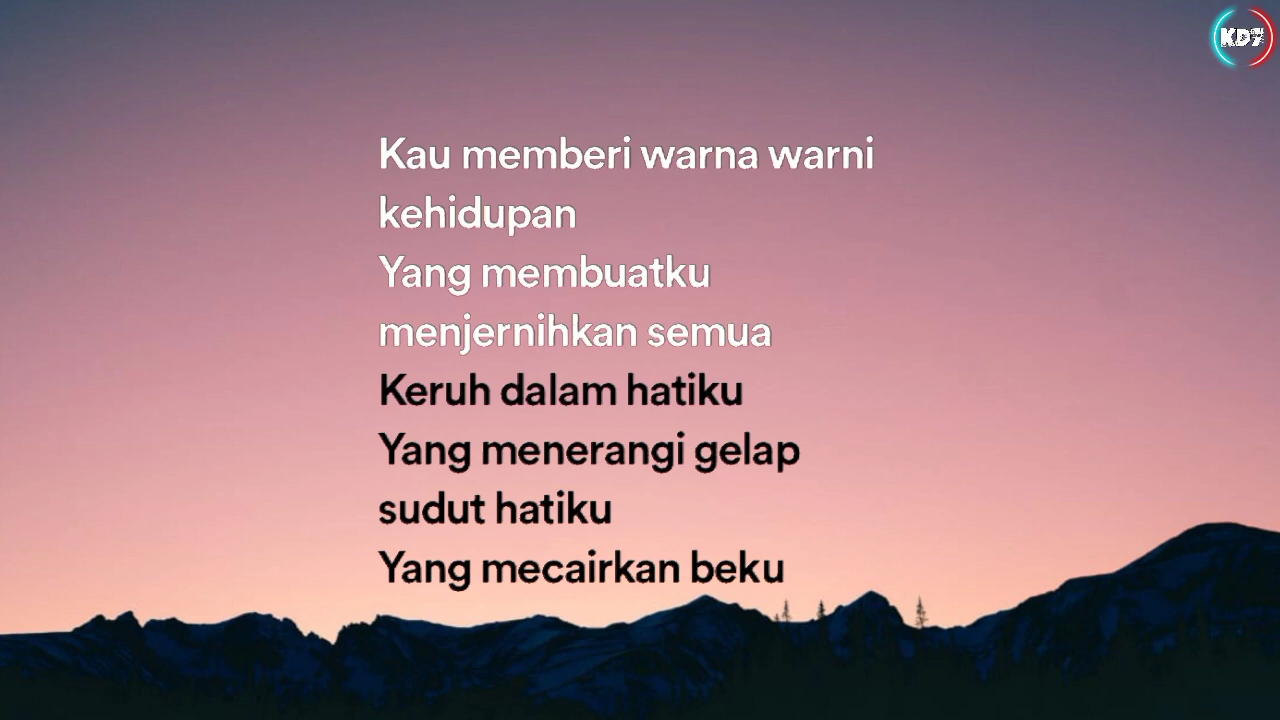 KD7
Kau memberi warna warni
kehidupan
Yang membuatku
menjernihkan semua
Keruh dalam hatiku
Yang menerangi gelap
sudut hatiku
Yang mecairkan beku